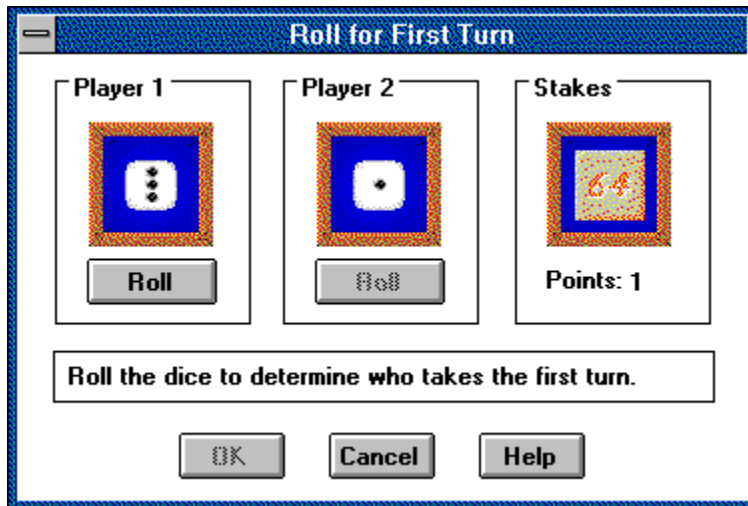 Roll for First Turn
Player 1
Player 2
Stakes
64
Roll
Roll
Points: 1
Roll the dice to determine who takes the first turn.
OK
Cancel
Help